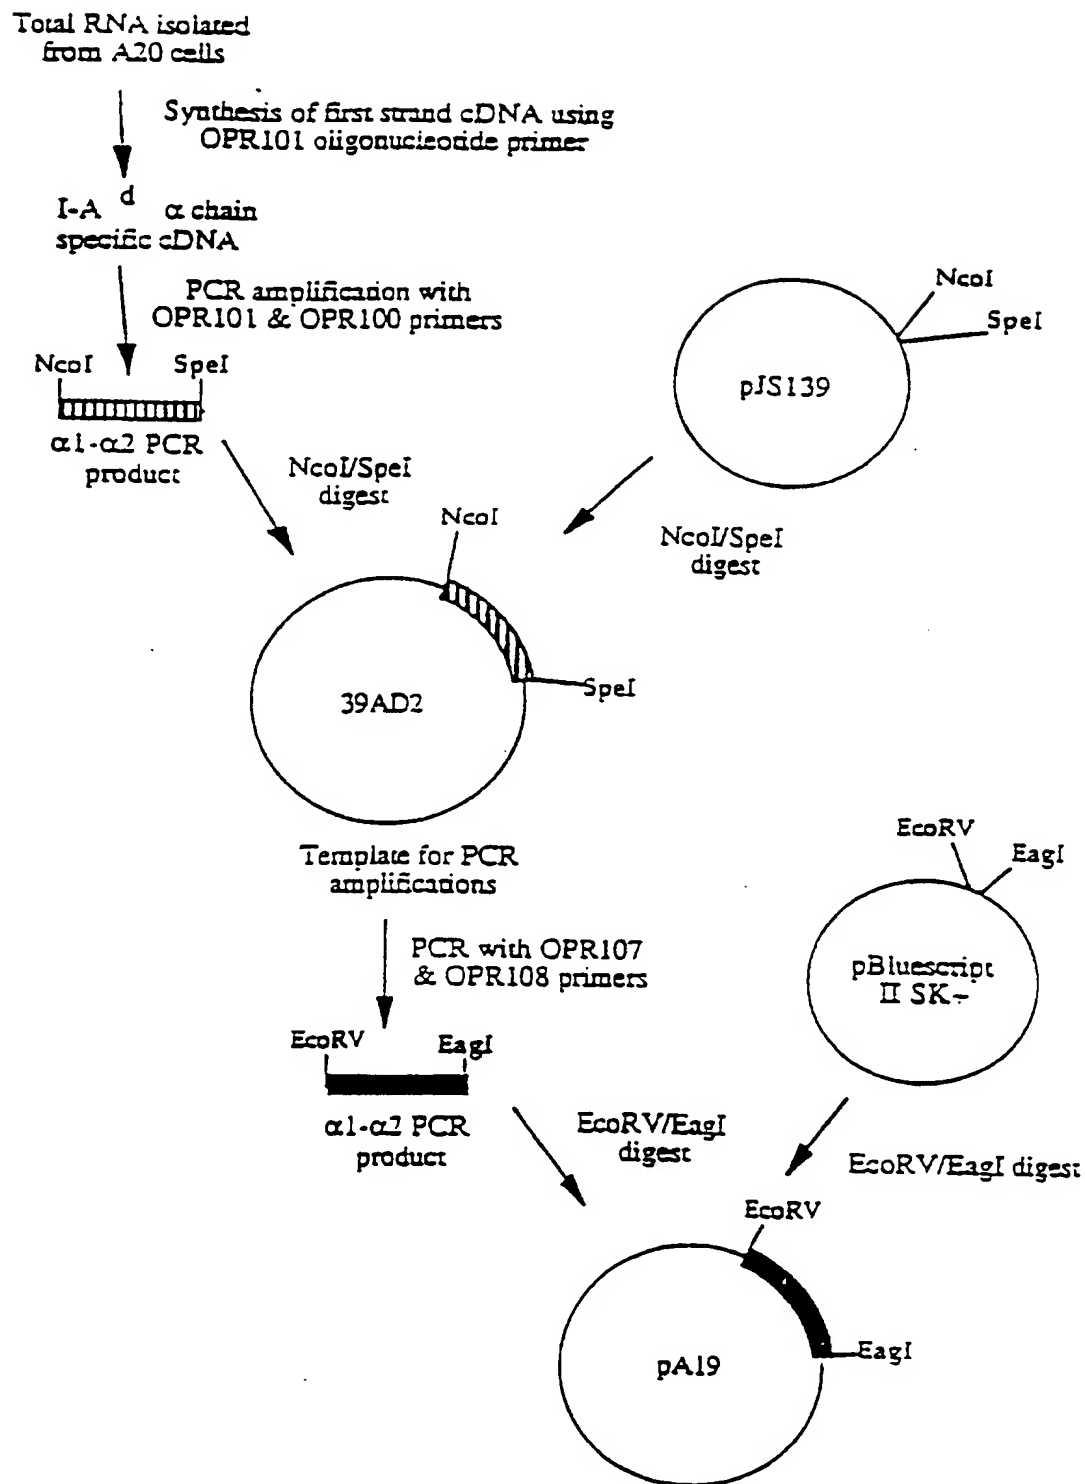 Total RNA isolated
from A20 cells
Synthesis of first strand cDNA using
OPR101 oligonucleotide primer
I-A d α chain
specific cDNA
PCR amplification with
OPR101 & OPR100 primers
NcoI SpeI
α1-α2 PCR
product
NcoI/SpeI
digest
NcoI
SpeI
pJS139
NcoI/SpeI
digest
NcoI
SpeI
39AD2
Template for PCR
amplifications
PCR with OPR107
& OPR108 primers
EcoRV EagI
α1-α2 PCR
product
EcoRV/EagI
digest
EcoRV
EagI
pBluescript
II SK-
EcoRV/EagI digest
EcoRV
EagI
pA19